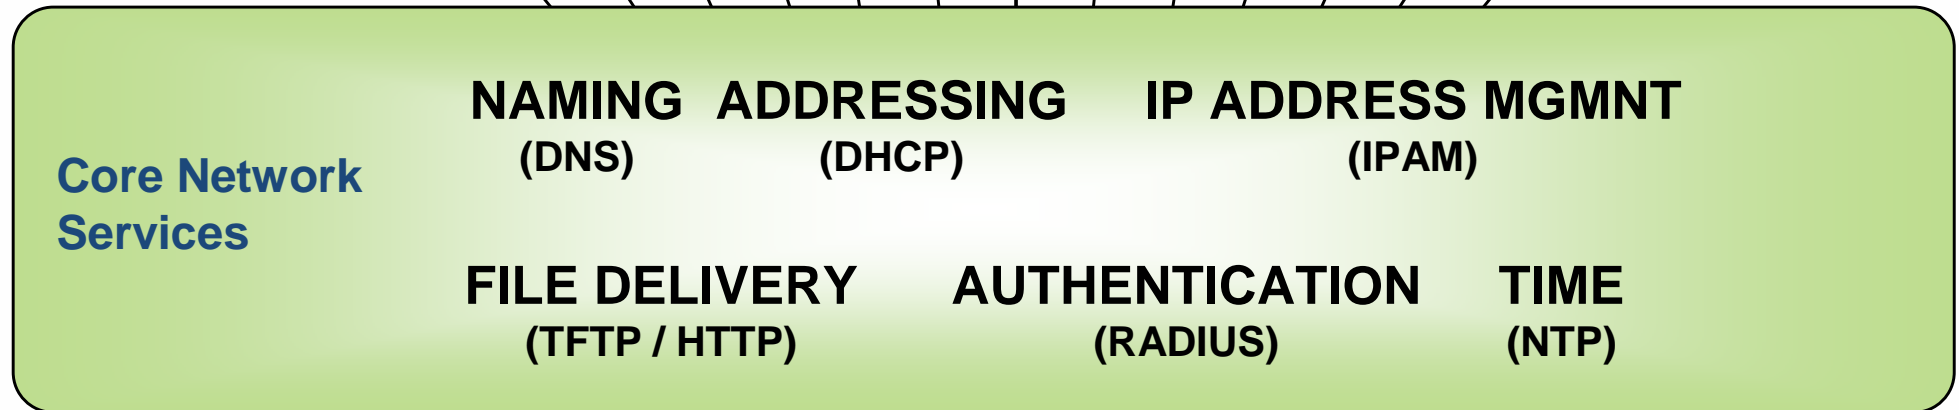 Core Network
Services
NAMING ADDRESSING IP ADDRESS MGMNT
(DNS) (DHCP) (IPAM)
FILE DELIVERY AUTHENTICATION TIME
(TFTP / HTTP) (RADIUS) (NTP)